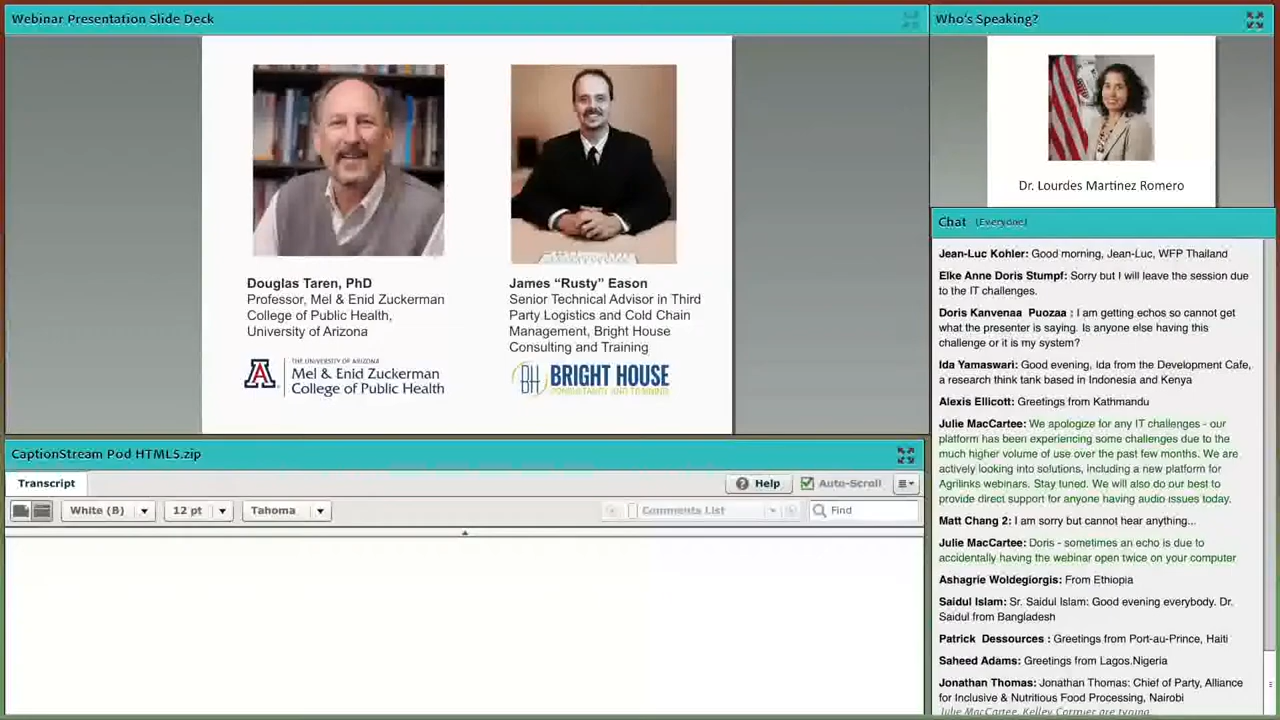 Webinar Presentation Slide Deck
Douglas Taren, PhD
Professor, Mel & Enid Zuckerman
College of Public Health,
University of Arizona
THE UNIVERSITY OF ARIZONA
Mel & Enid Zuckerman
College of Public Health
James “Rusty” Eason
Senior Technical Advisor in Third
Party Logistics and Cold Chain
Management, Bright House
Consulting and Training
BH BRIGHT HOUSE
CONSULTANCY AND TRAINING
CaptionStream Pod HTML5.zip
Transcript
Help
Auto-Scroll
White (B)
12 pt
Tahoma
Comments List
Find
Who's Speaking?
Dr. Lourdes Martinez Romero
Chat (Everyone)
Jean-Luc Kohler: Good morning, Jean-Luc, WFP Thailand
Elke Anne Doris Stumpf: Sorry but I will leave the session due
to the IT challenges.
Doris Kanvenaa Puozaa : I am getting echos so cannot get
what the presenter is saying. Is anyone else having this
challenge or it is my system?
Ida Yamaswari: Good evening, Ida from the Development Cafe,
a research think tank based in Indonesia and Kenya
Alexis Ellicott: Greetings from Kathmandu
Julie MacCartee: We apologize for any IT challenges - our
platform has been experiencing some challenges due to the
much higher volume of use over the past few months. We are
actively looking into solutions, including a new platform for
Agrilinks webinars. Stay tuned. We will also do our best to
provide direct support for anyone having audio issues today.
Matt Chang 2: I am sorry but cannot hear anything...
Julie MacCartee: Doris - sometimes an echo is due to
accidentally having the webinar open twice on your computer
Ashagrie Woldegiorgis: From Ethiopia
Saidul Islam: Sr. Saidul Islam: Good evening everybody. Dr.
Saidul from Bangladesh
Patrick Dessources : Greetings from Port-au-Prince, Haiti
Saheed Adams: Greetings from Lagos.Nigeria
Jonathan Thomas: Jonathan Thomas: Chief of Party, Alliance
for Inclusive & Nutritious Food Processing, Nairobi
Julie MacCartee, Kelley Cormier are typing